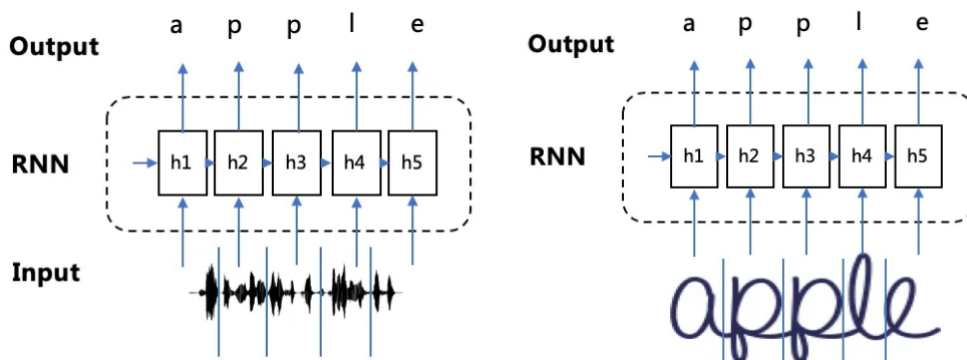 Output a p p l e
RNN h1 h2 h3 h4 h5
Input
Output a p p l e
RNN h1 h2 h3 h4 h5
apple